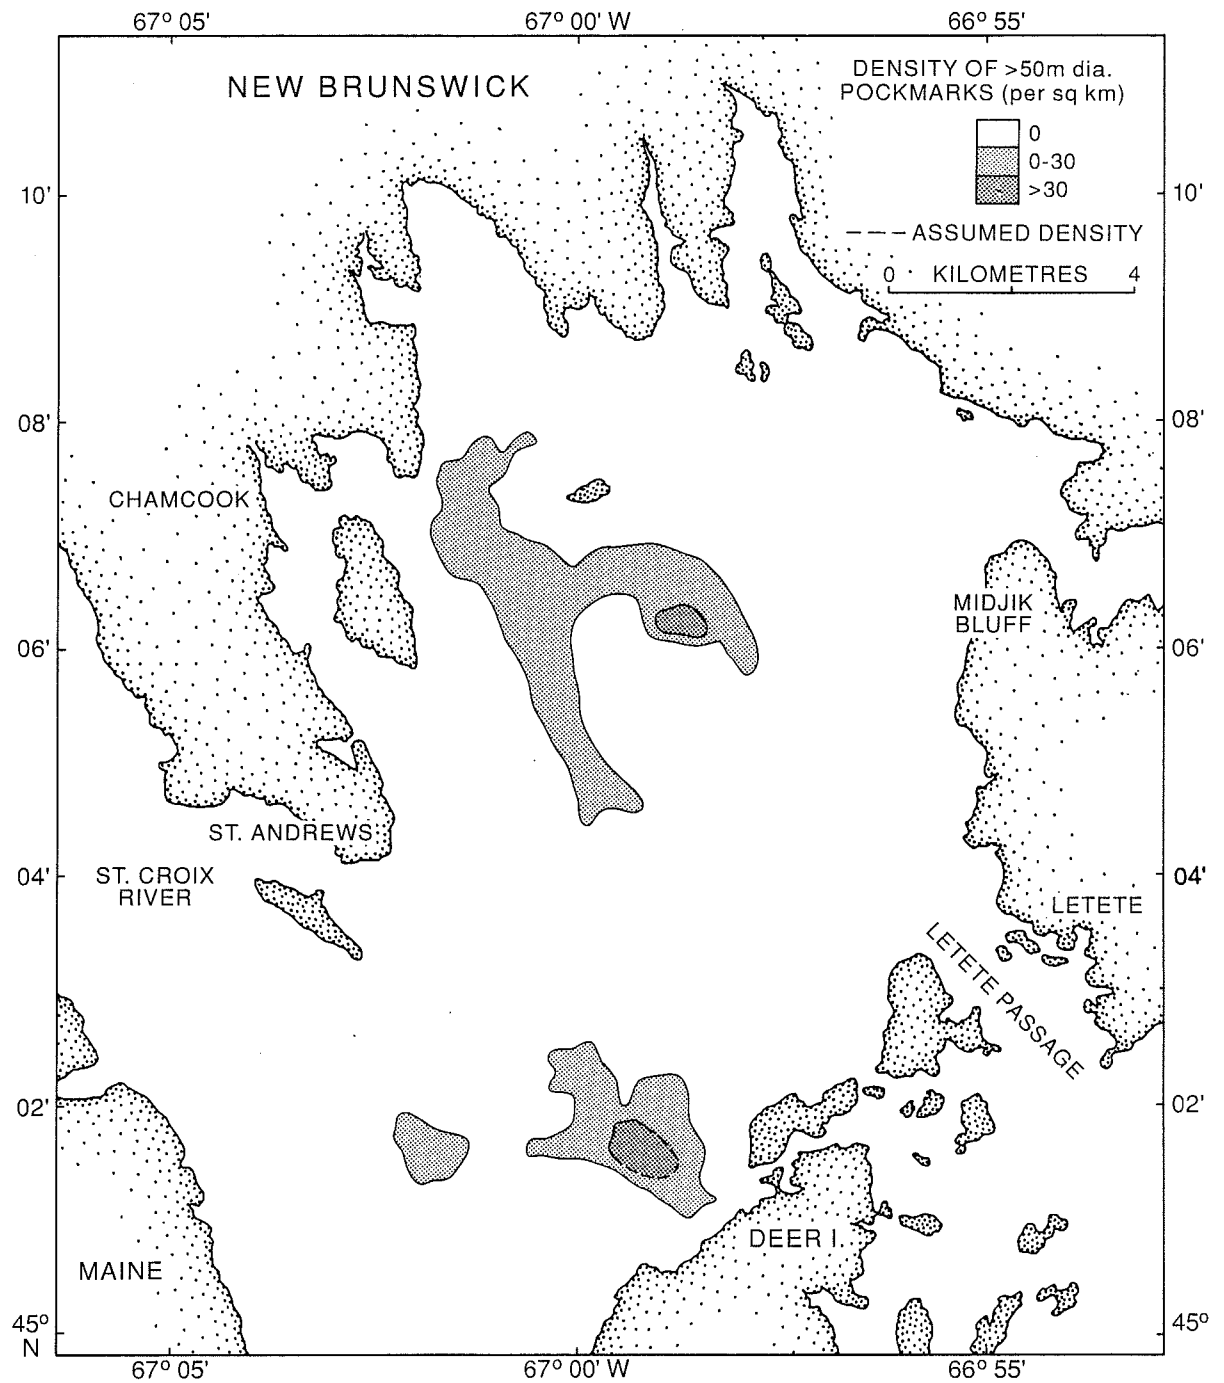 67° 05'
67° 00' W
66° 55'
NEW BRUNSWICK
DENSITY OF >50m dia.
POCKMARKS (per sq km)
0
0-30
>30
ASSUMED DENSITY
0 KILOMETRES 4
10'
10'
08'
08'
CHAMCOOK
MIDJIK
BLUFF
06'
06'
ST. ANDREWS
04'
04'
ST. CROIX
RIVER
LETETE
LETETE PASSAGE
02'
02'
DEER I.
MAINE
45°
N
45°
67° 05'
67° 00' W
66° 55'